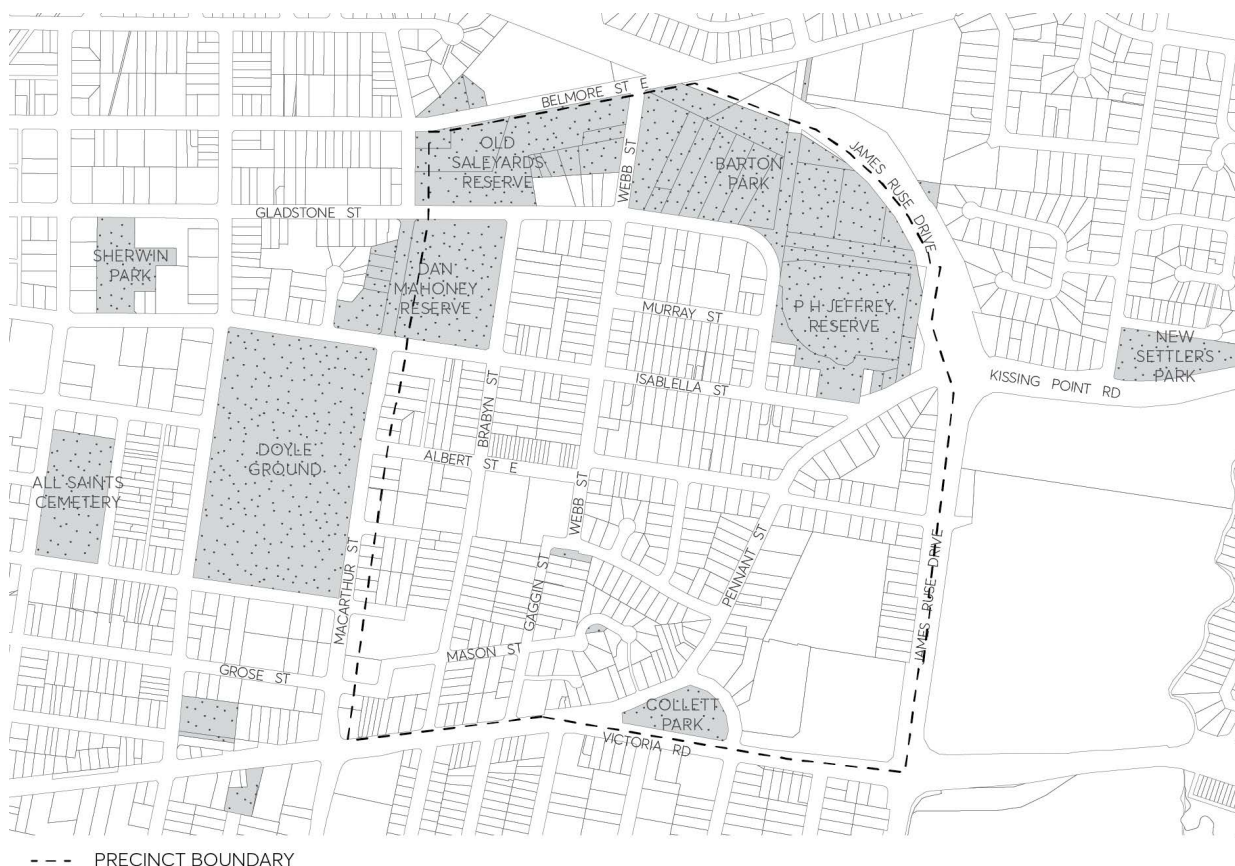 BELMORE ST E
OLD
SALEYARDS
RESERVE
WEBB ST
BARTON
PARK
JAMES RUSE DRIVE
GLADSTONE ST
SHERWIN
PARK
DAN
MAHONEY
RESERVE
MURRAY ST
P H JEFFREY
RESERVE
NEW
SETTLERS
PARK
ISABLELLA ST
KISSING POINT RD
BRABYN ST
DOYLE
GROUND
ALBERT ST E
ALL SAINTS
CEMETERY
WEBB ST
PENNANT ST
GAGGIN ST
MACARTHUR ST
JAMES RUSE DRIVE
MASON ST
GROSE ST
COLLETT
PARK
VICTORIA RD
PRECINCT BOUNDARY